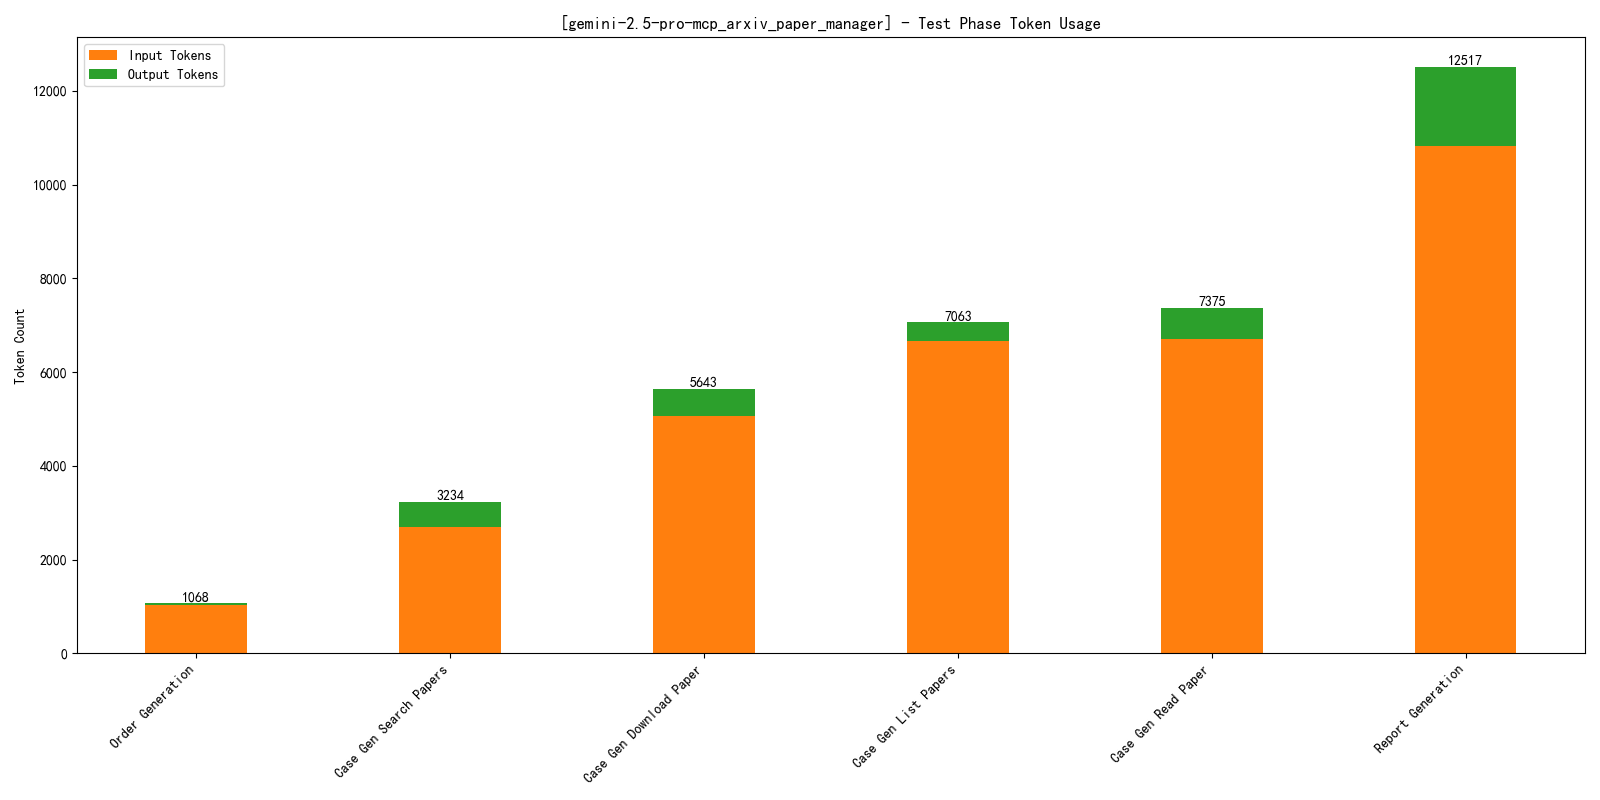 [gemini-2.5-pro-mcp_arxiv_paper_manager] - Test Phase Token Usage
Input Tokens
Output Tokens
Token Count
12000
10000
8000
6000
4000
2000
0
1068
3234
5643
7063
7375
12517
Order Generation
Case Gen Search Papers
Case Gen Download Paper
Case Gen List Papers
Case Gen Read Paper
Report Generation